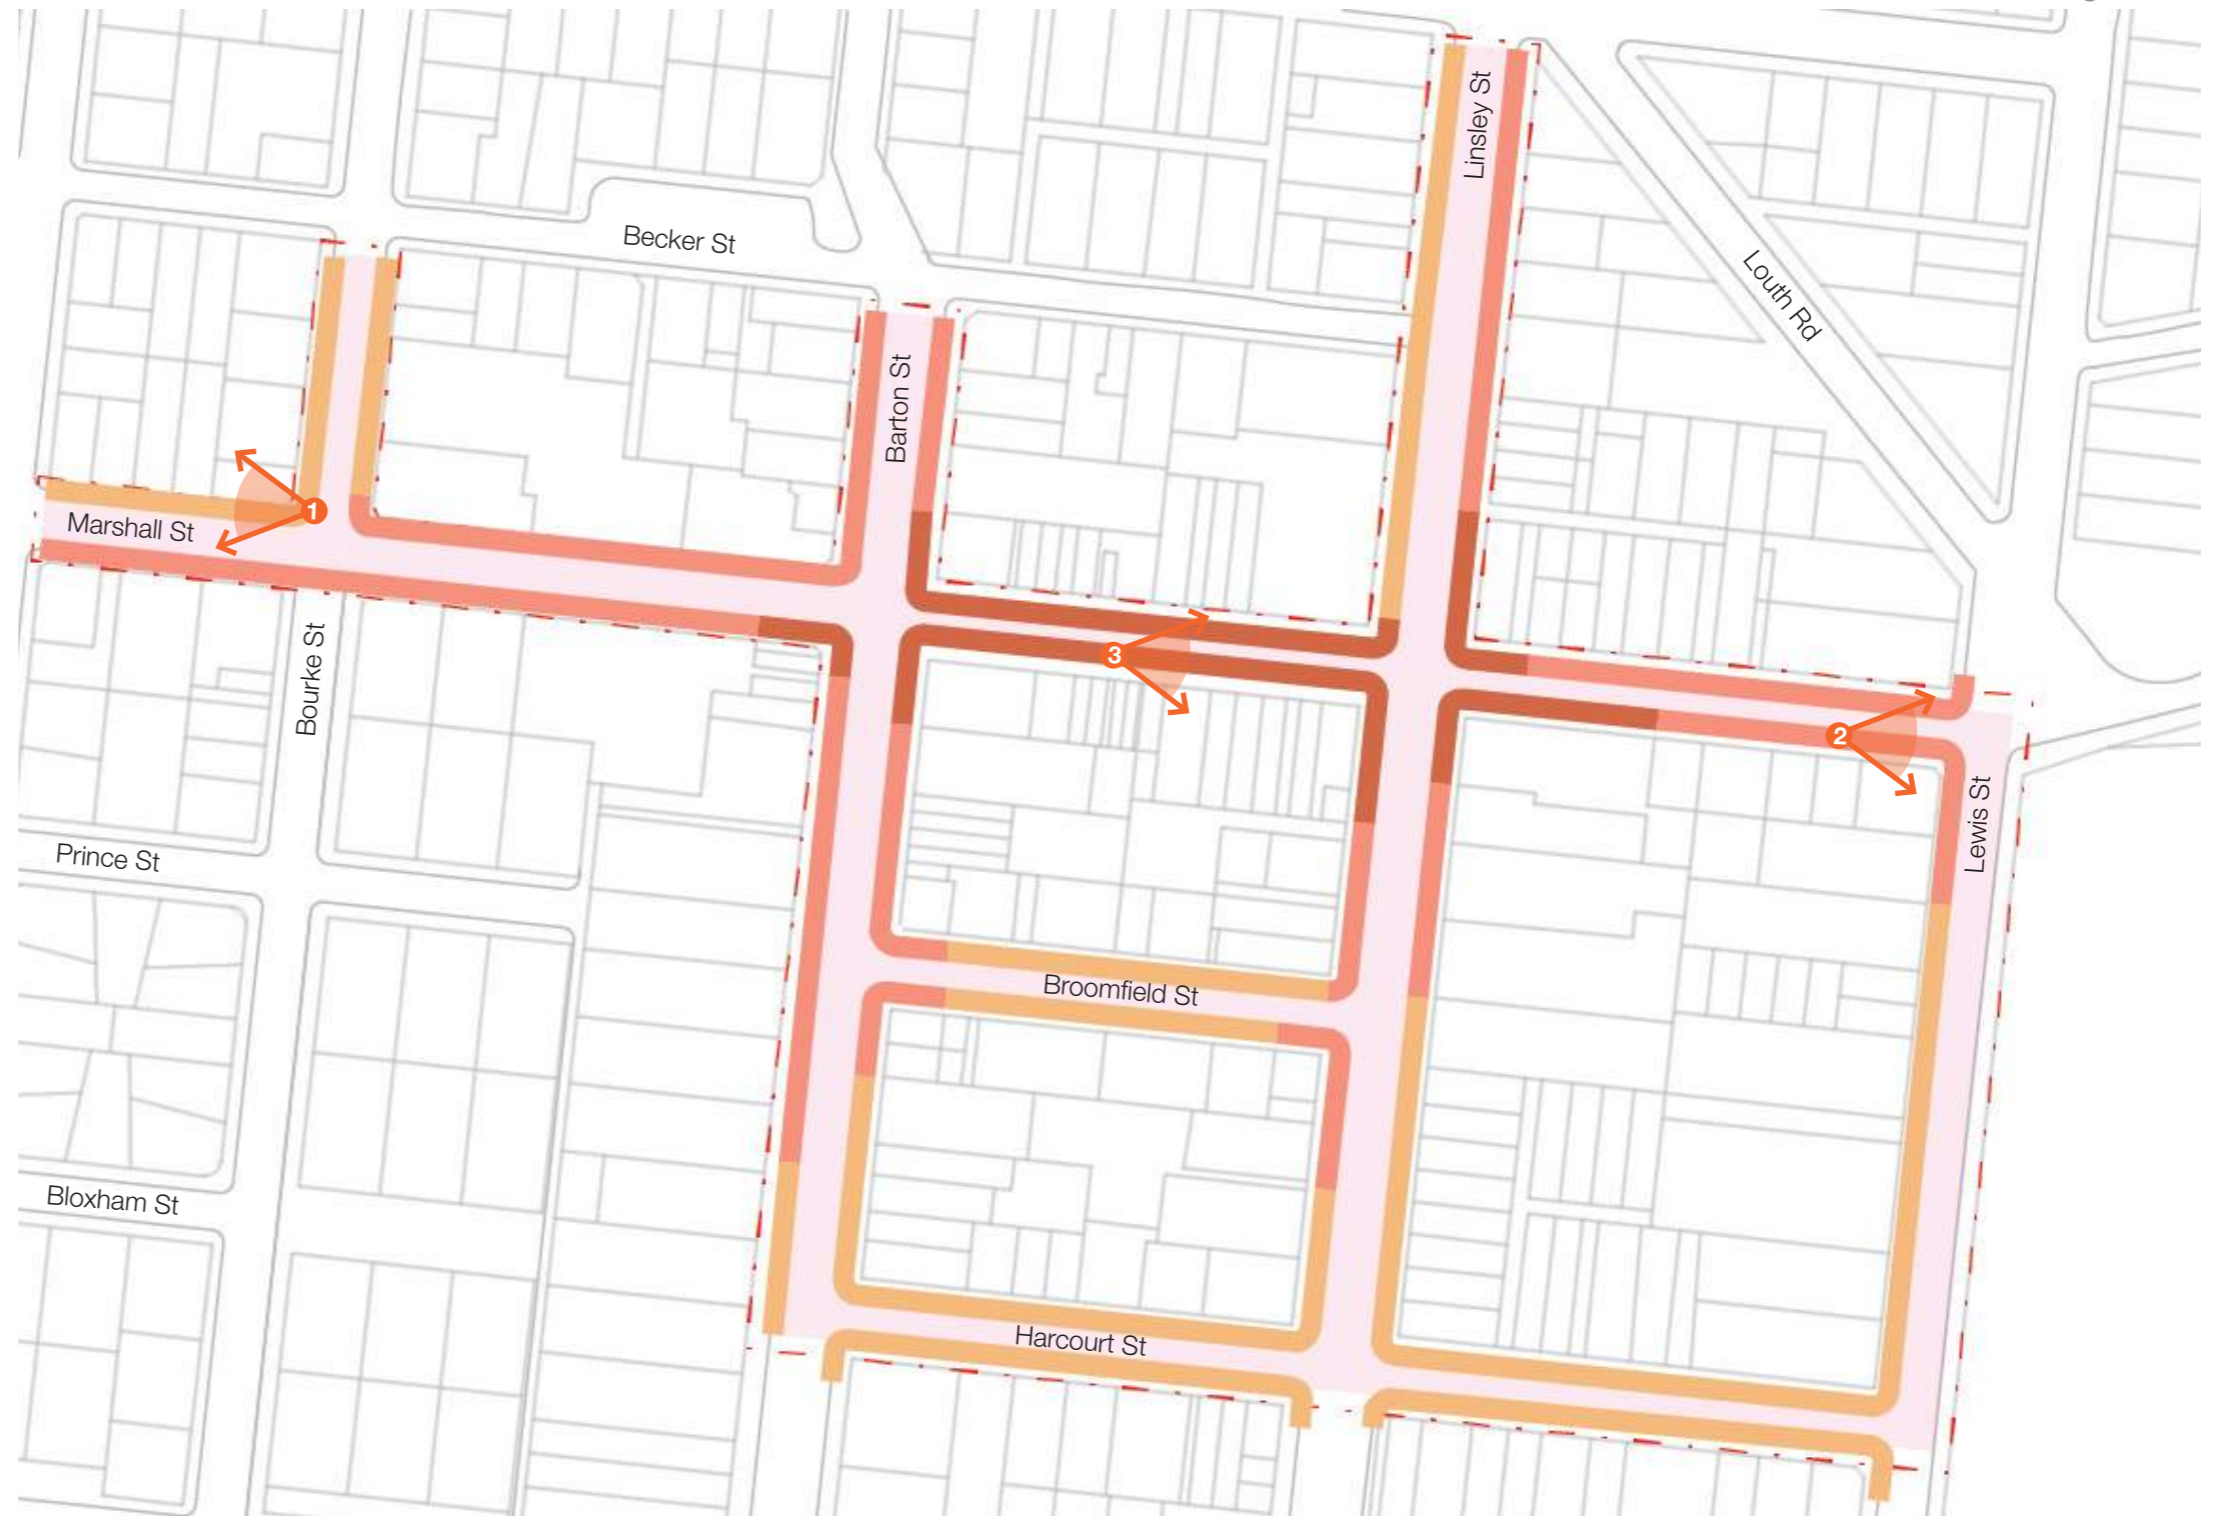 Linsley St
Becker St
Louth Rd
Barton St
1
Marshall St
Bourke St
3
2
Lewis St
Prince St
Broomfield St
Bloxham St
Harcourt St